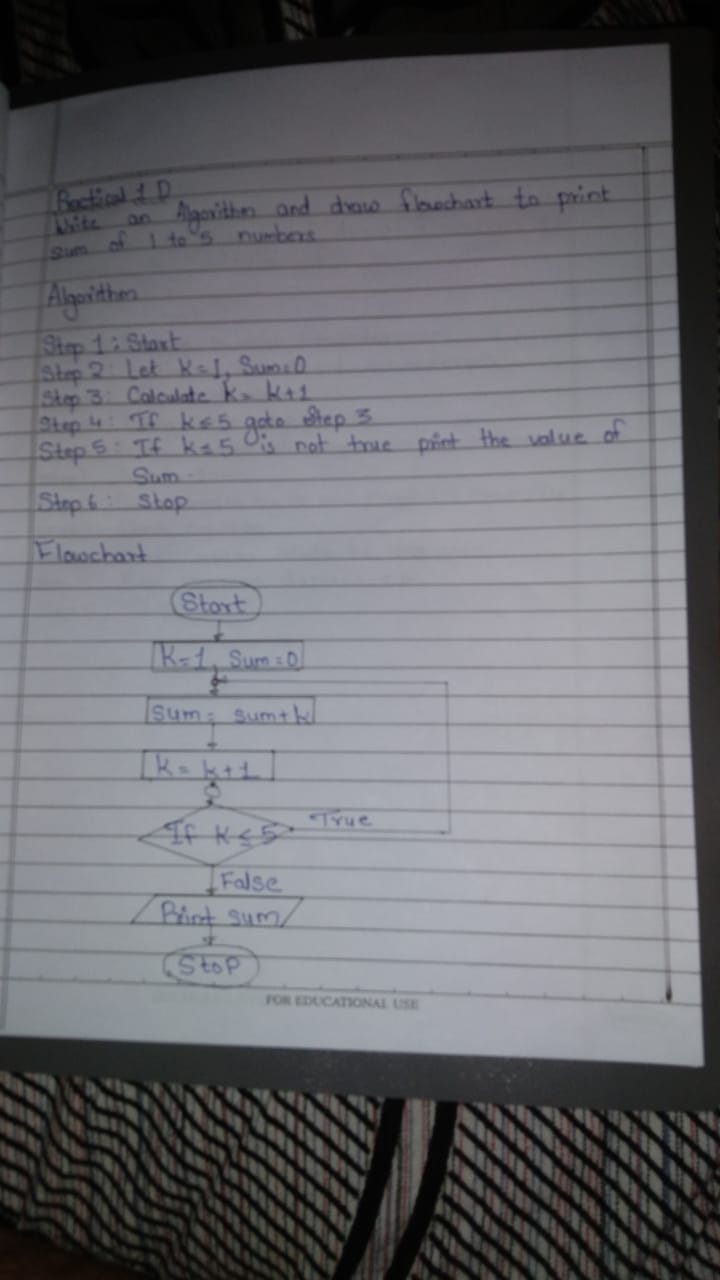 Practical 1 D
Write an Algorithm and draw flowchart to print
sum of 1 to 5 numbers
Algorithm
Step 1: Start
Step 2: Let K=1, Sum=0
Step 3: Calculate K= k+1
Step 4: If k≤5 goto Step 3
Step 5: If k≤5 is not true print the value of
Sum.
Step 6: Stop
Flowchart
Start
K=1, Sum=0
Sum= sum+k
K= k+1
If K≤5
True
False
Print sum
Stop
FOR EDUCATIONAL USE